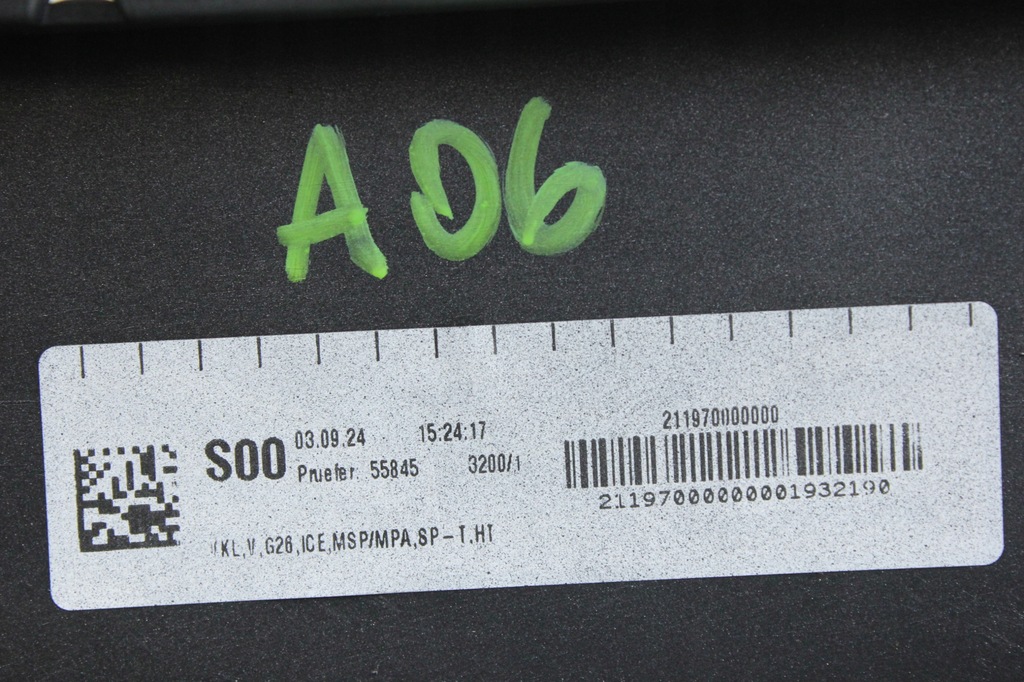 A06
S00
03.09.24 15:24:17
Pruefer 55845 3200/1
211970000000
21197000000001932190
VKL,V,G26,ICE,MSP/MPA,SP-T.HT